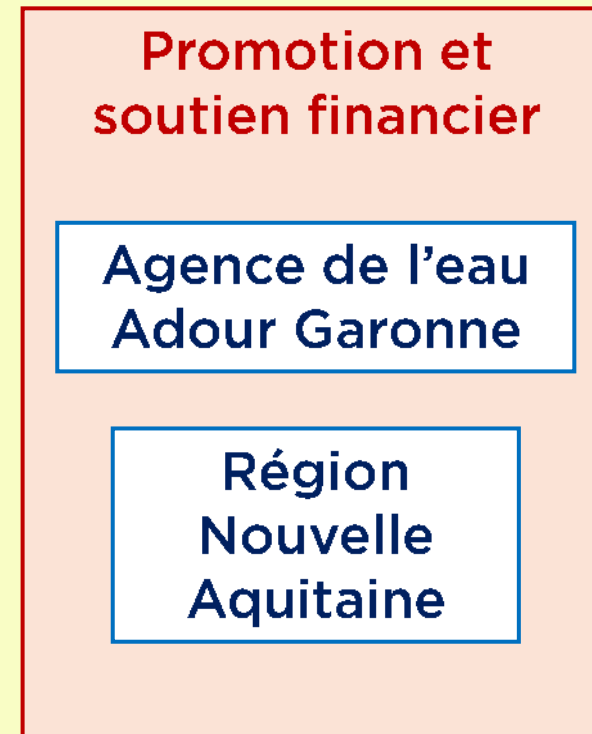 Promotion et
soutien financier
Agence de l’eau
Adour Garonne
Région
Nouvelle
Aquitaine